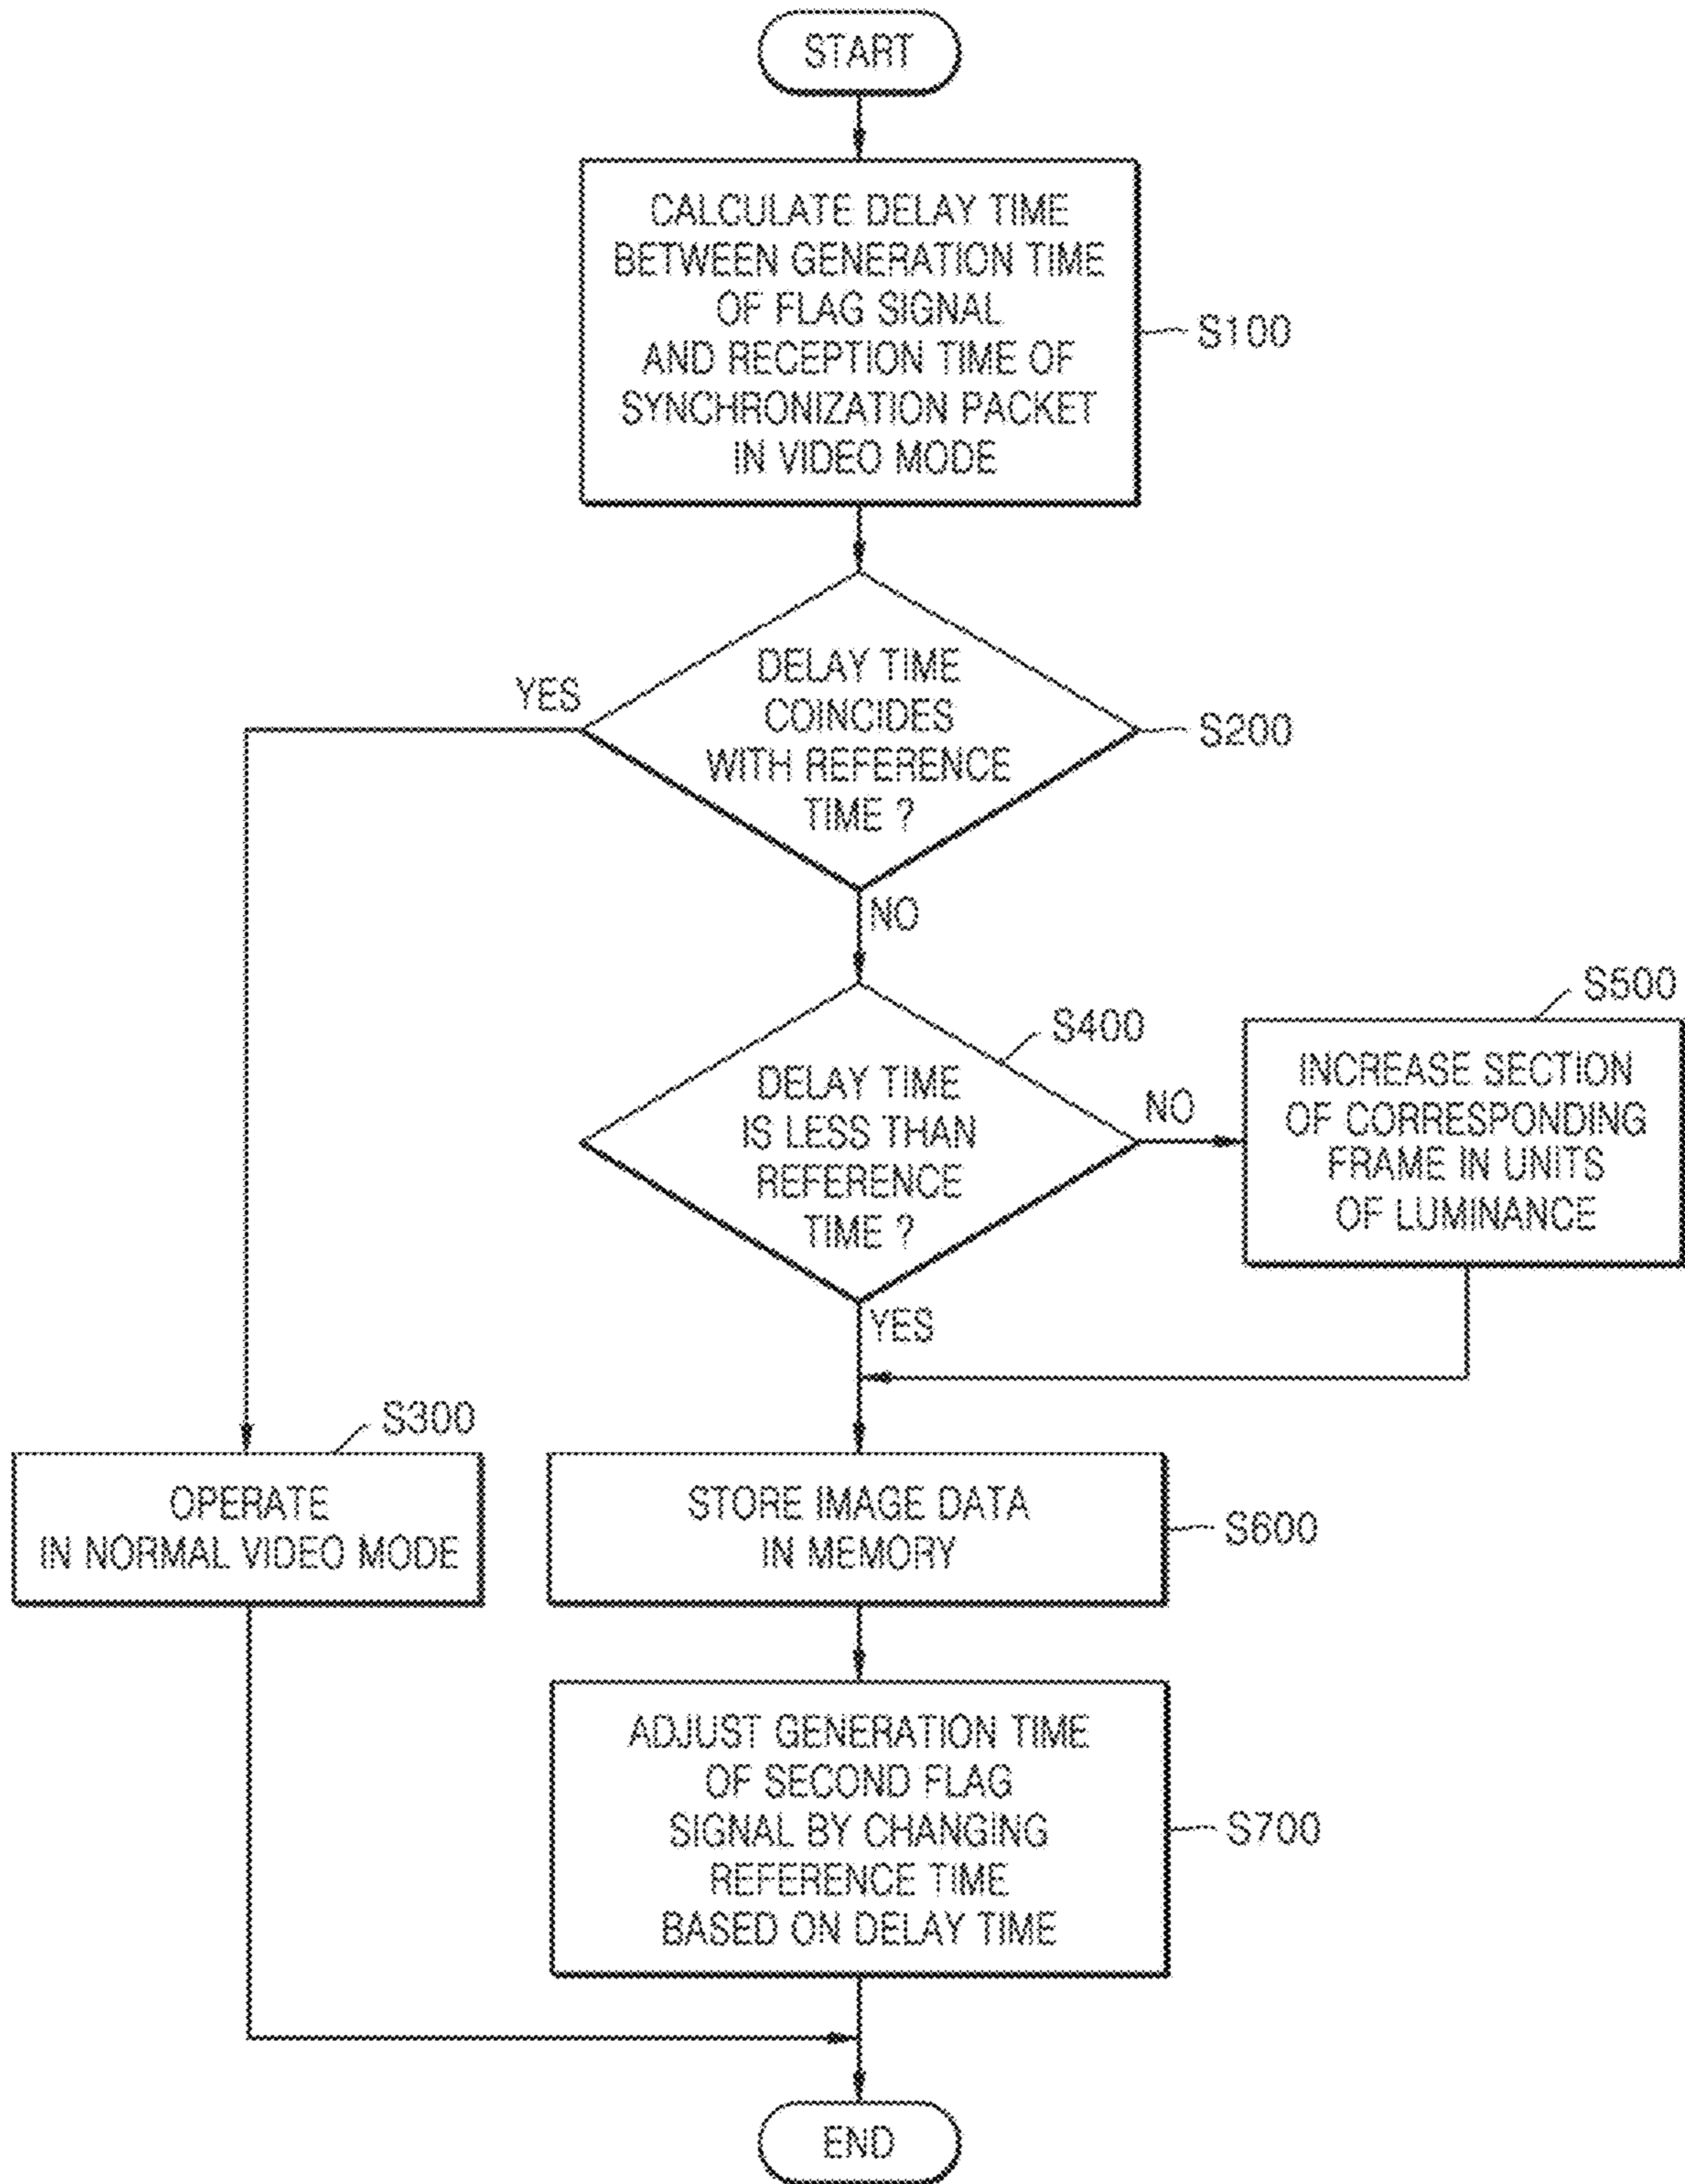 START
CALCULATE DELAY TIME
BETWEEN GENERATION TIME
OF FLAG SIGNAL
AND RECEPTION TIME OF
SYNCHRONIZATION PACKET
IN VIDEO MODE
S100
DELAY TIME
COINCIDES
WITH REFERENCE
TIME ?
S200
YES
NO
DELAY TIME
IS LESS THAN
REFERENCE
TIME ?
S400
NO
S500
INCREASE SECTION
OF CORRESPONDING
FRAME IN UNITS
OF LUMINANCE
YES
S300
OPERATE
IN NORMAL VIDEO MODE
STORE IMAGE DATA
IN MEMORY
S600
ADJUST GENERATION TIME
OF SECOND FLAG
SIGNAL BY CHANGING
REFERENCE TIME
BASED ON DELAY TIME
S700
END